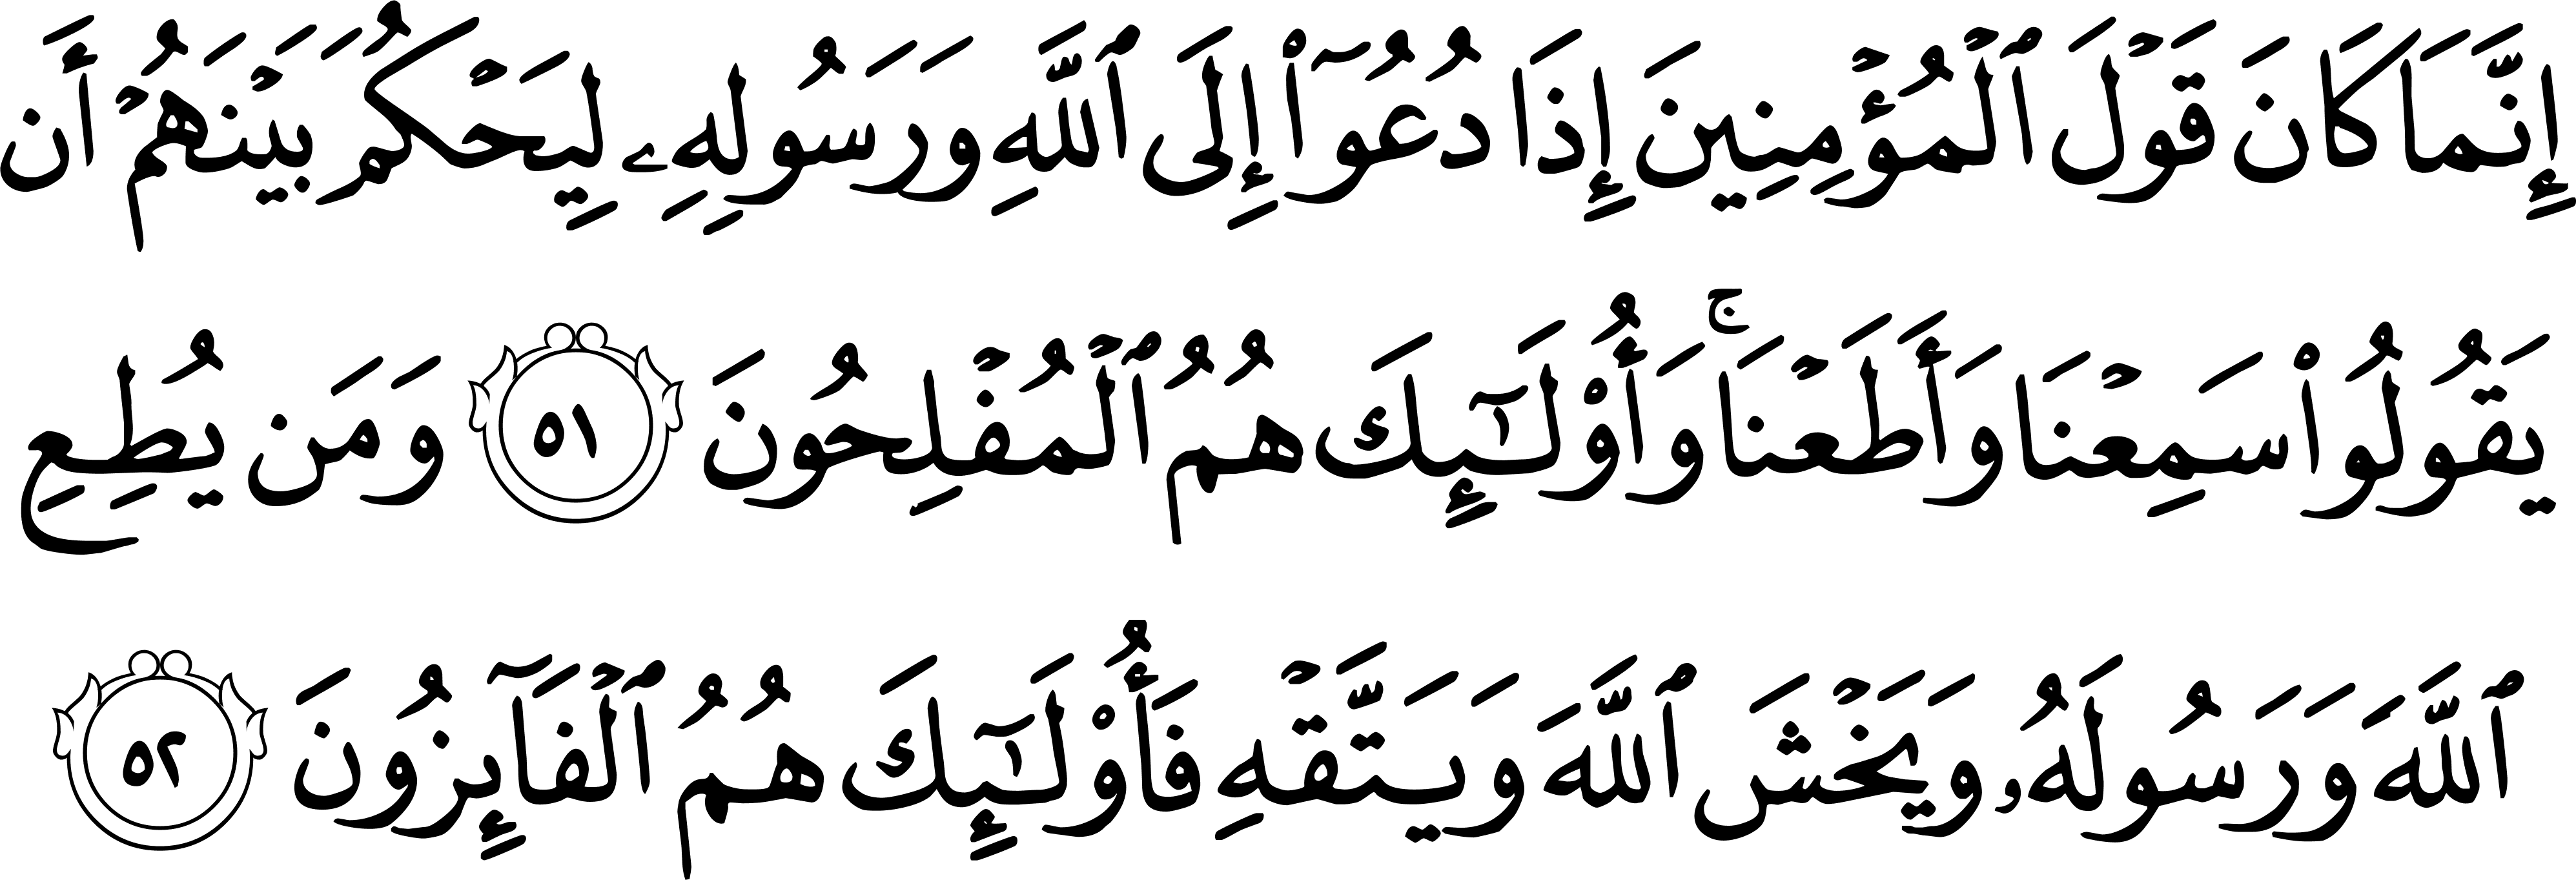 إِنَّمَا كَانَ قَوْلَ ٱلْمُؤْمِنِينَ إِذَا دُعُوٓا۟ إِلَى ٱللَّهِ وَرَسُولِهِۦ لِيَحْكُمَ بَيْنَهُمْ أَن
يَقُولُوا۟ سَمِعْنَا وَأَطَعْنَا ۚ وَأُو۟لَـٰٓئِكَ هُمُ ٱلْمُفْلِحُونَ ٥١ وَمَن يُطِعِ
ٱللَّهَ وَرَسُولَهُۥ وَيَخْشَ ٱللَّهَ وَيَتَّقْهِ فَأُو۟لَـٰٓئِكَ هُمُ ٱلْفَآئِزُونَ ٥٢